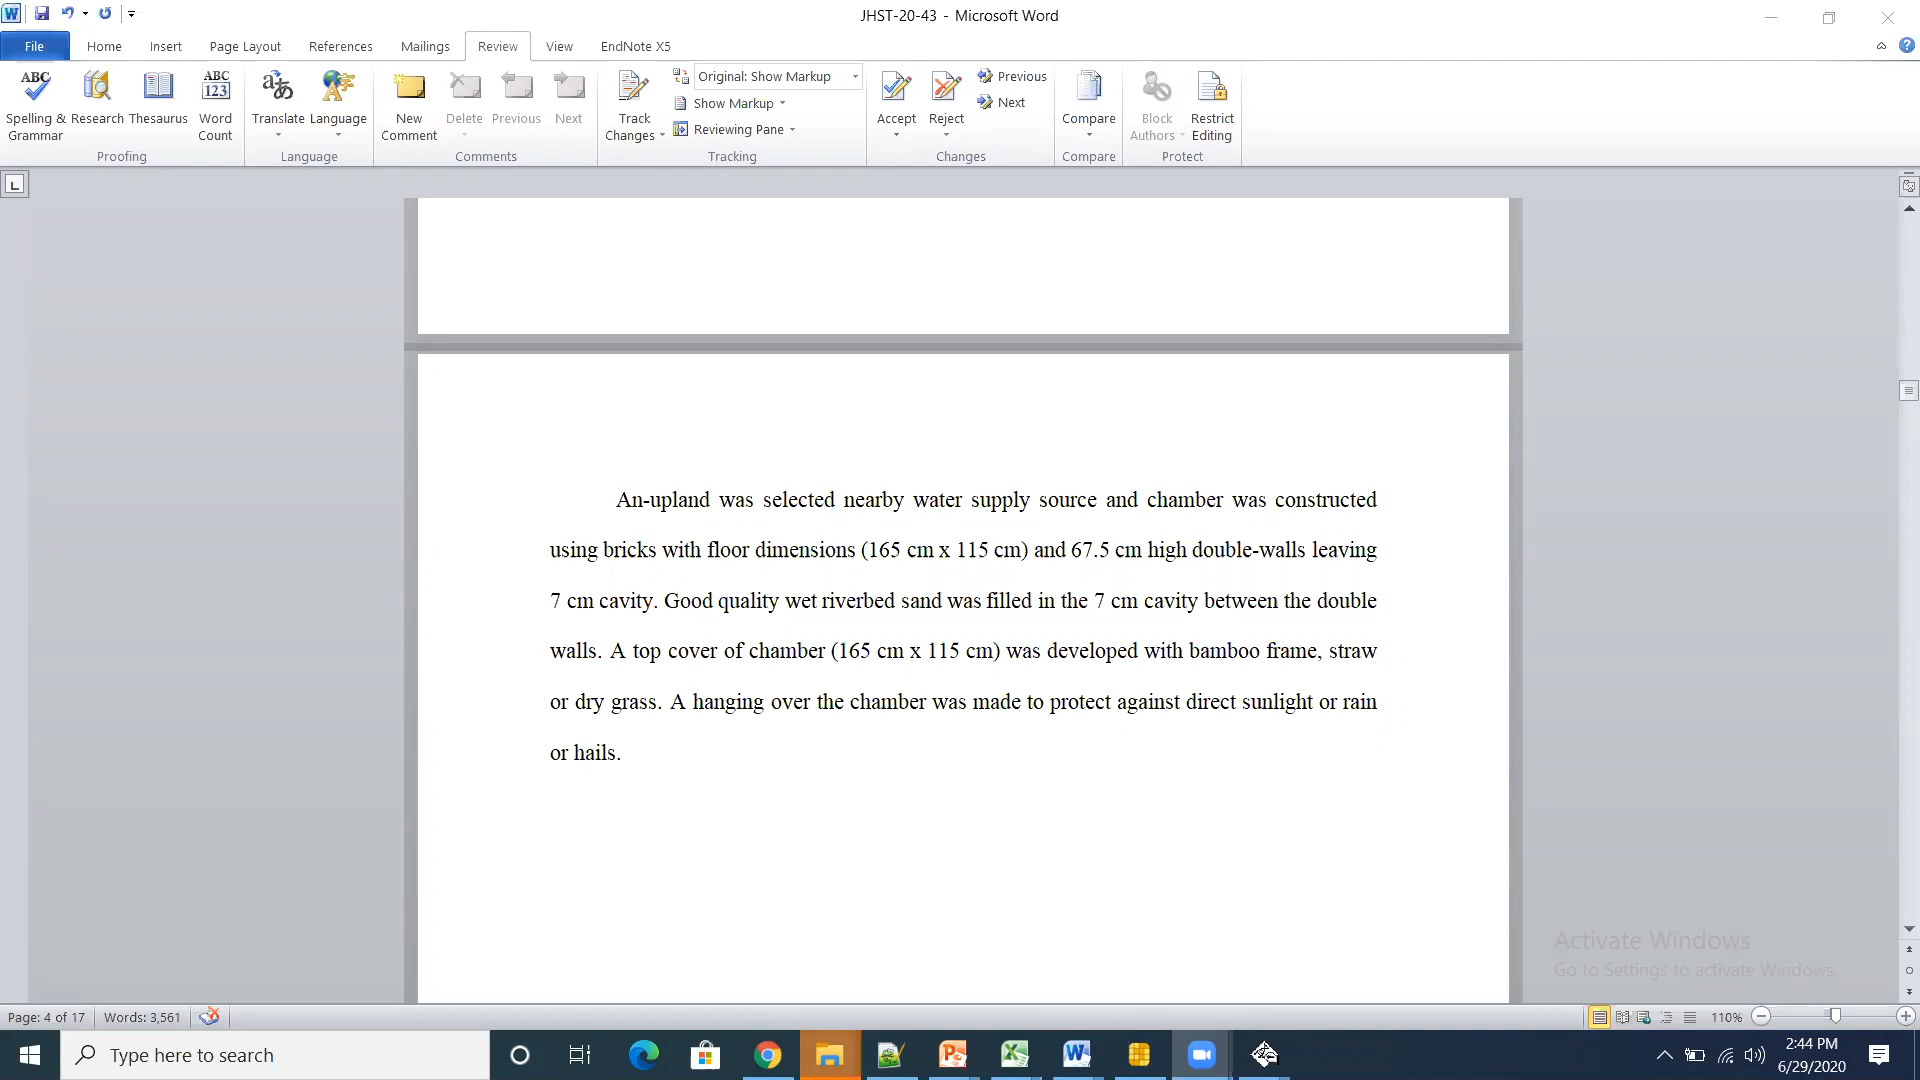 JHST-20-43 - Microsoft Word
File Home Insert Page Layout References Mailings Review View EndNote X5
ABC ABC 123
Original: Show Markup
Previous
Show Markup
Next
Reviewing Pane
Spelling & Grammar Research Thesaurus Word Count Translate Language New Comment Delete Previous Next Track Changes Accept Reject Compare Block Authors Restrict Editing
Proofing Language Comments Tracking Changes Compare Protect
An-upland was selected nearby water supply source and chamber was constructed
using bricks with floor dimensions (165 cm x 115 cm) and 67.5 cm high double-walls leaving
7 cm cavity. Good quality wet riverbed sand was filled in the 7 cm cavity between the double
walls. A top cover of chamber (165 cm x 115 cm) was developed with bamboo frame, straw
or dry grass. A hanging over the chamber was made to protect against direct sunlight or rain
or hails.
Activate Windows
Go to Settings to activate Windows.
Page: 4 of 17 Words: 3,561 110%
Type here to search
2:44 PM
6/29/2020